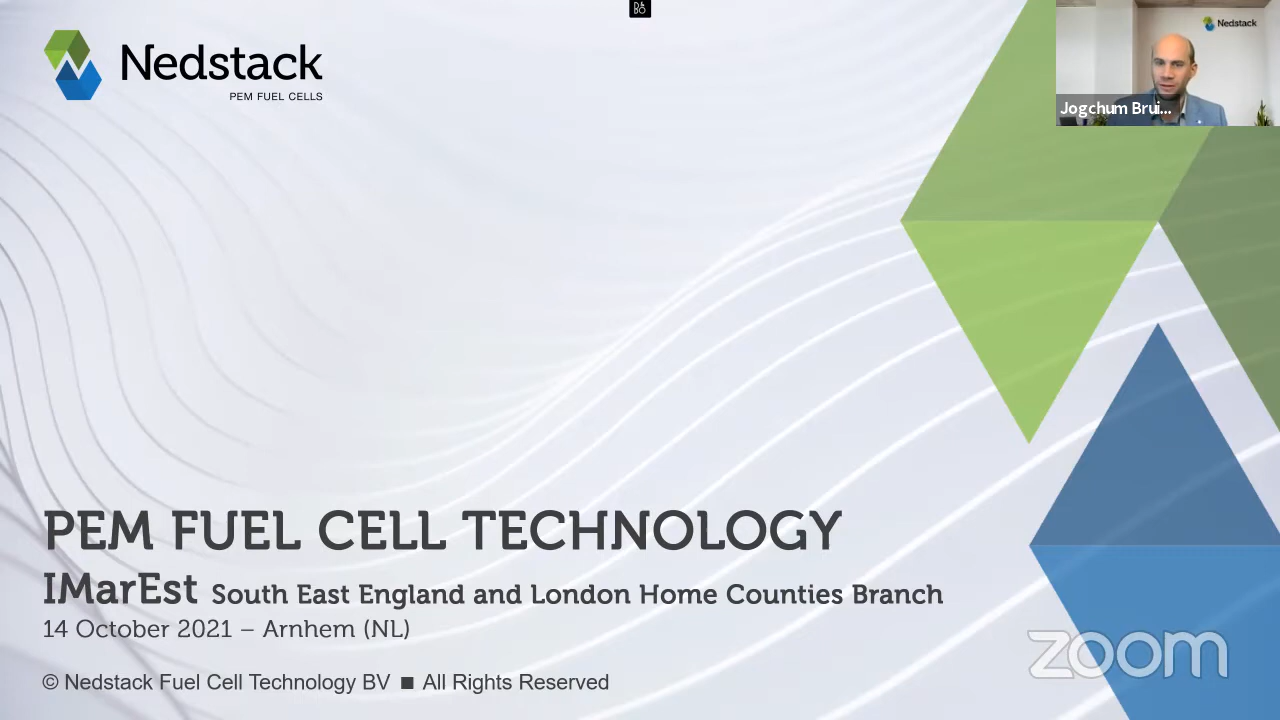 Nedstack
PEM FUEL CELLS
Nedstack
Jogchum Brui...
PEM FUEL CELL TECHNOLOGY
IMarEst South East England and London Home Counties Branch
14 October 2021 – Arnhem (NL)
© Nedstack Fuel Cell Technology BV ■ All Rights Reserved
zoom